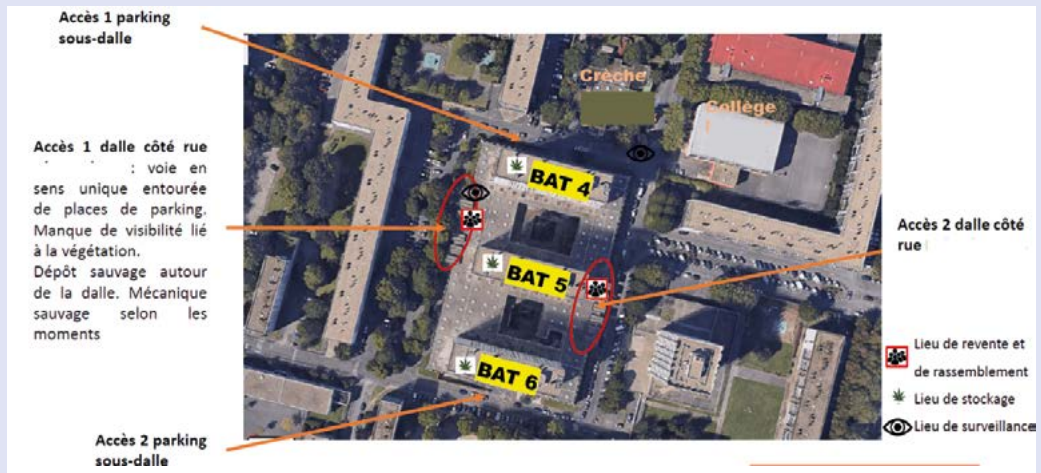 Accès 1 parking
sous-dalle
Accès 1 dalle côté rue
: voie en
sens unique entourée
de places de parking.
Manque de visibilité lié
à la végétation.
Dépôt sauvage autour
de la dalle. Mécanique
sauvage selon les
moments
Accès 2 parking
sous-dalle
Crèche
Collège
BAT 4
BAT 5
BAT 6
Accès 2 dalle côté
rue
Lieu de revente et
de rassemblement
Lieu de stockage
Lieu de surveillance